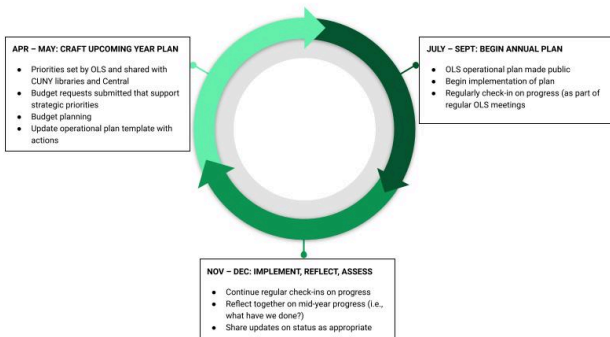 APR – MAY: CRAFT UPCOMING YEAR PLAN
● Priorities set by OLS and shared with
CUNY libraries and Central
● Budget requests submitted that support
strategic priorities
● Budget planning
● Update operational plan template with
actions
JULY – SEPT: BEGIN ANNUAL PLAN
● OLS operational plan made public
● Begin implementation of plan
● Regularly check-in on progress (as part of
regular OLS meetings
NOV – DEC: IMPLEMENT, REFLECT, ASSESS
● Continue regular check-ins on progress
● Reflect together on mid-year progress (i.e.,
what have we done?)
● Share updates on status as appropriate